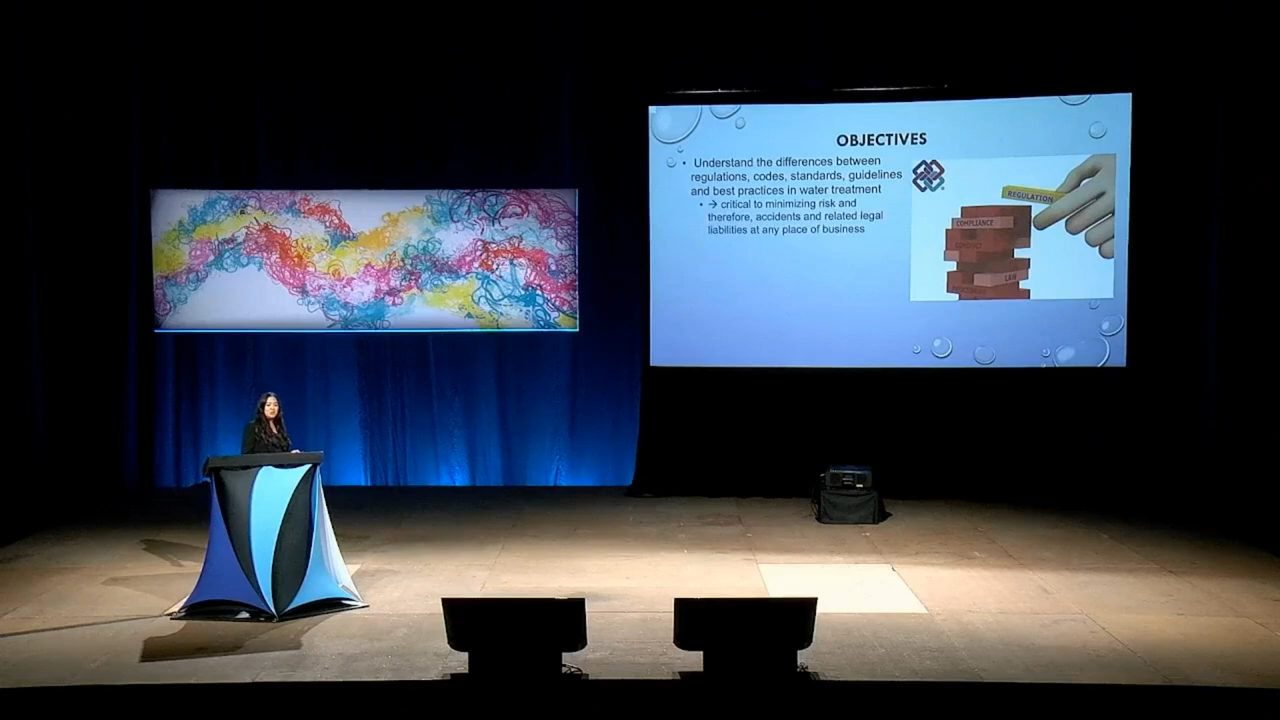 OBJECTIVES
• Understand the differences between
regulations, codes, standards, guidelines
and best practices in water treatment
• → critical to minimizing risk and
therefore, accidents and related legal
liabilities at any place of business
REGULATION
COMPLIANCE
CONDUCT
LAW